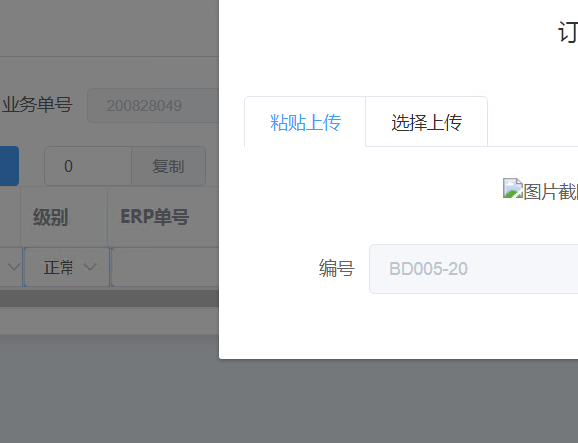 订
业务单号 200828049
粘贴上传 选择上传
0 复制
图片截
级别 ERP单号
正常
编号 BD005-20